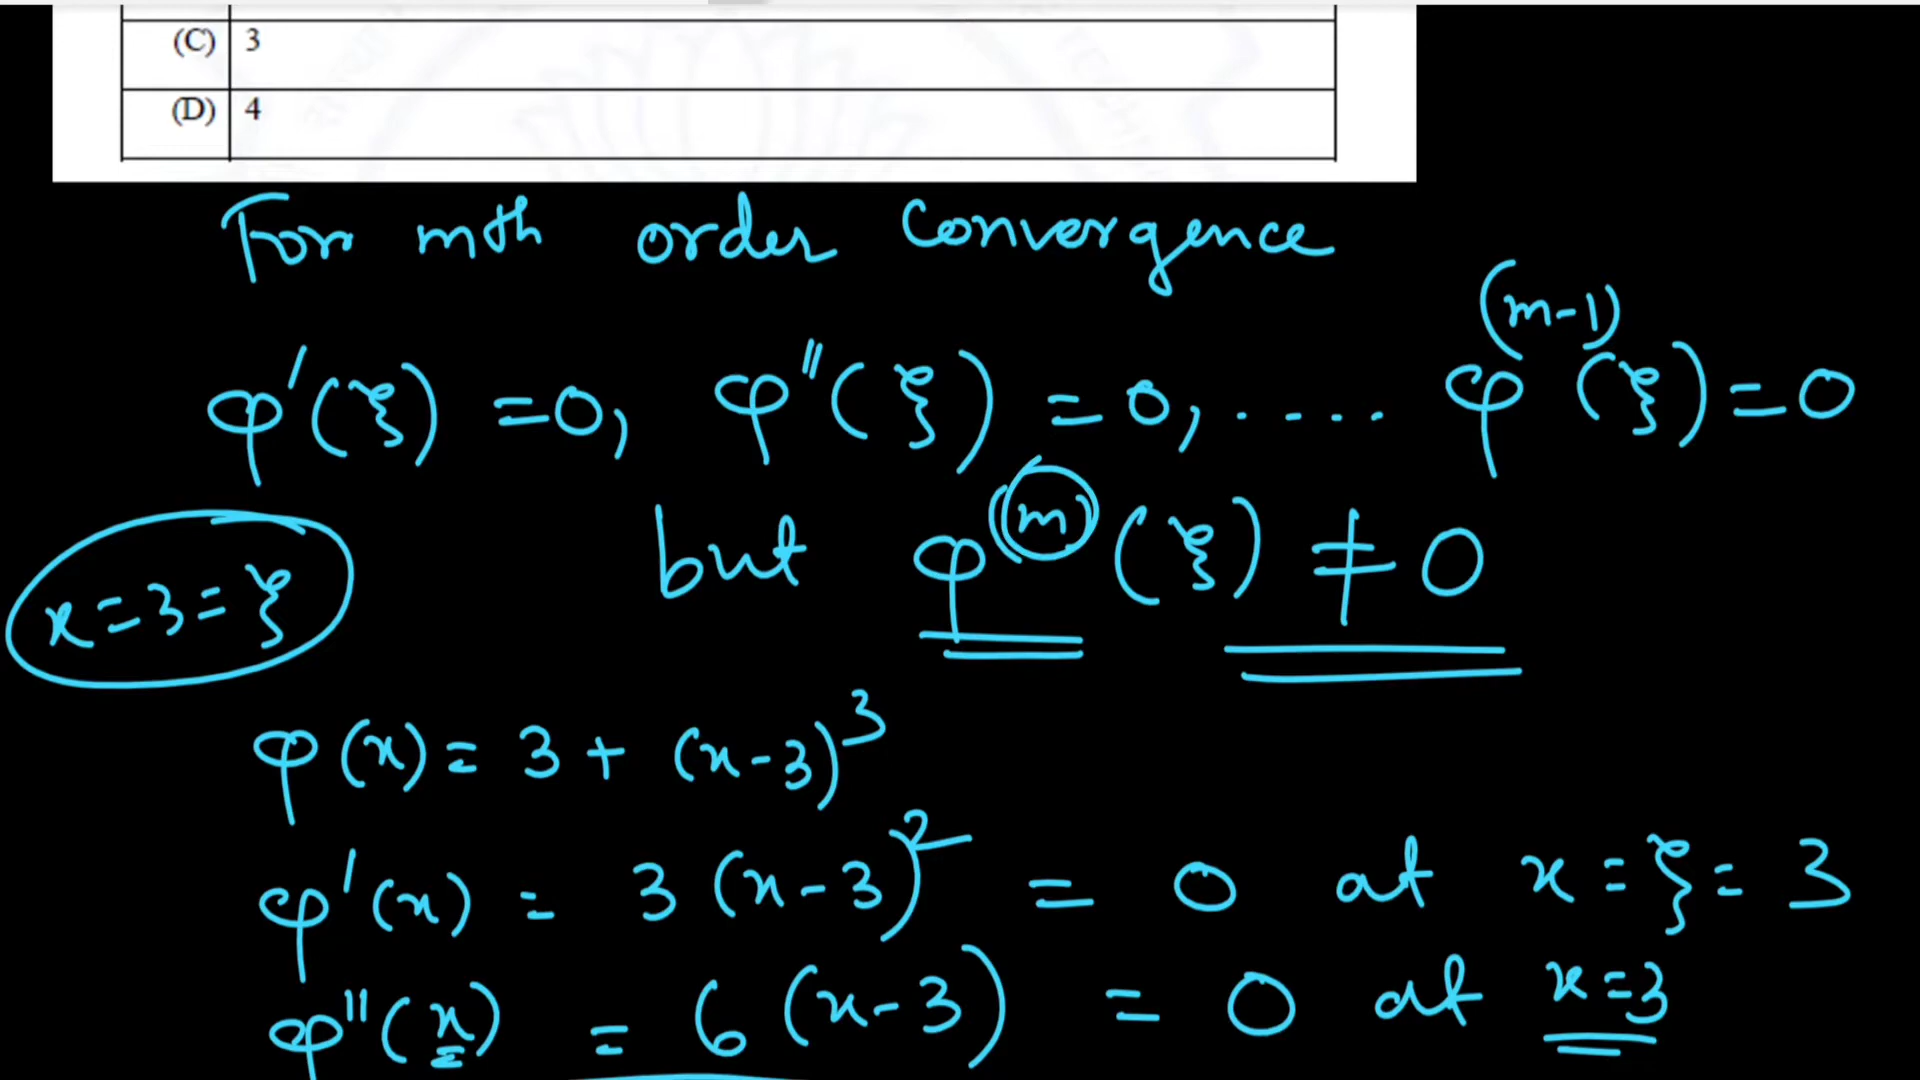 (C) 3
(D) 4
For mth order Convergence
φ'(ξ) =0, φ''(ξ) =0, ..... φ^(m-1)(ξ)=0
but φ^(m)(ξ) ≠ 0
x=3=ξ
φ(x) = 3 + (x-3)^3
φ'(x) = 3(x-3)^2 = 0 at x=ξ=3
φ''(x) = 6(x-3) = 0 at x=3